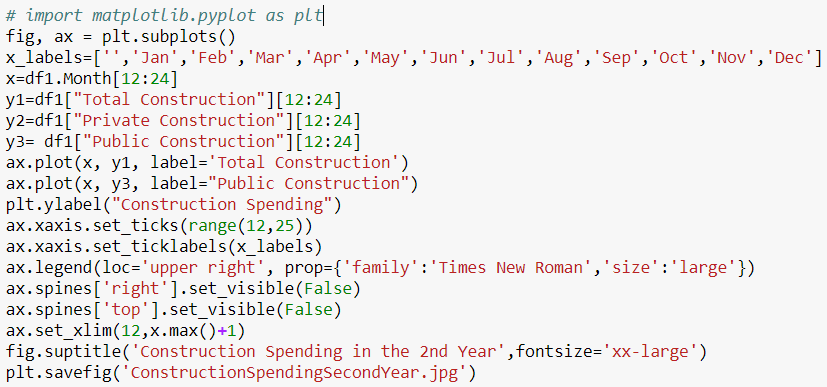 # import matplotlib.pyplot as plt
fig, ax = plt.subplots()
x_labels=['','Jan','Feb','Mar','Apr','May','Jun','Jul','Aug','Sep','Oct','Nov','Dec']
x=df1.Month[12:24]
y1=df1["Total Construction"][12:24]
y2=df1["Private Construction"][12:24]
y3= df1["Public Construction"][12:24]
ax.plot(x, y1, label='Total Construction')
ax.plot(x, y3, label="Public Construction")
plt.ylabel("Construction Spending")
ax.xaxis.set_ticks(range(12,25))
ax.xaxis.set_ticklabels(x_labels)
ax.legend(loc='upper right', prop={'family':'Times New Roman','size':'large'})
ax.spines['right'].set_visible(False)
ax.spines['top'].set_visible(False)
ax.set_xlim(12,x.max()+1)
fig.suptitle('Construction Spending in the 2nd Year',fontsize='xx-large')
plt.savefig('ConstructionSpendingSecondYear.jpg')